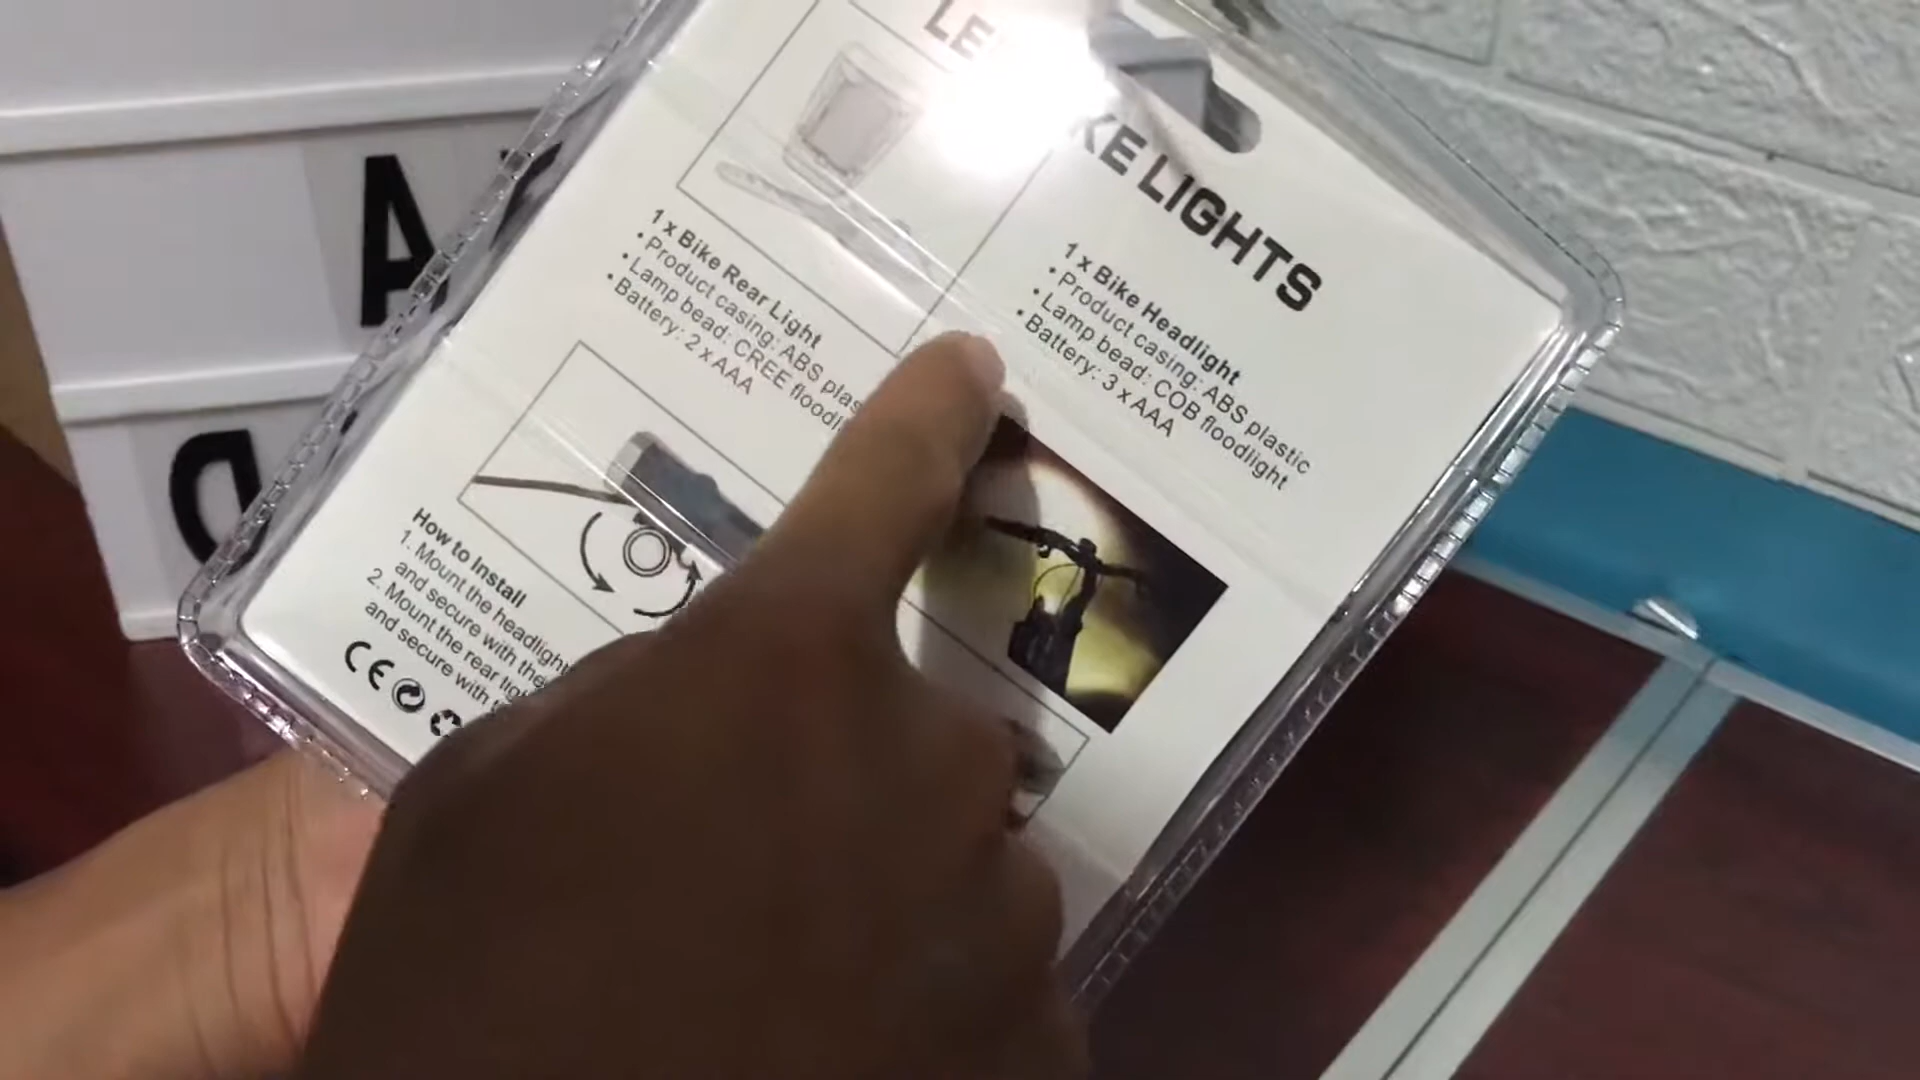 LIGHTS
1 x Bike Rear Light
• Product casing: ABS
• Lamp bead: CREE
• Battery: 2 x AAA
1 x Bike Headlight
• Product casing: ABS plastic
• Lamp bead: COB floodlight
• Battery: 3 x AAA
How to Install
1. Mount the headlight
and secure with the
2. Mount the rear
and secure with
CE
A